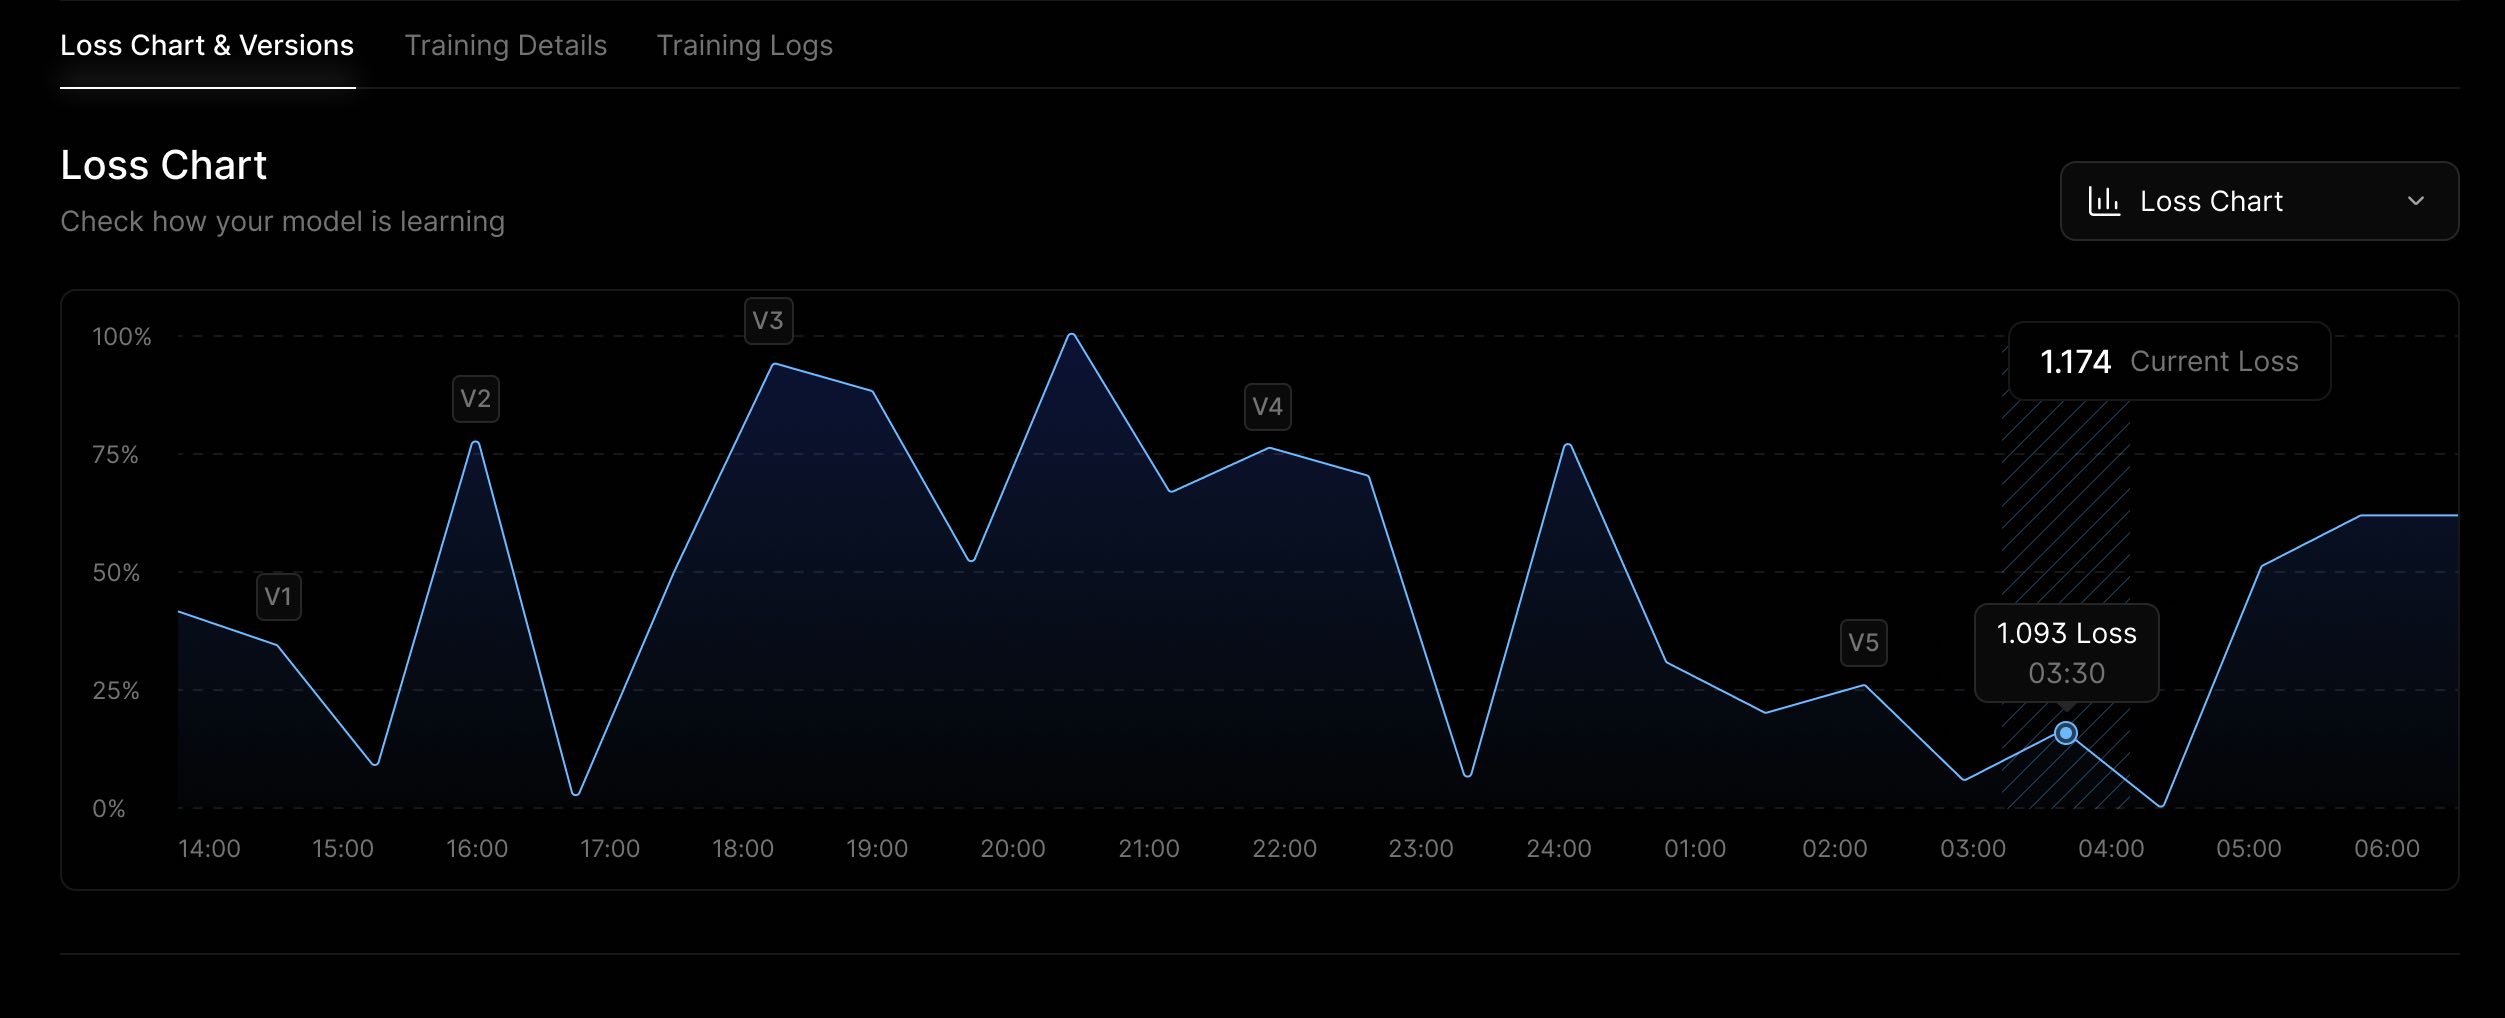 Loss Chart & Versions
Training Details
Training Logs
Loss Chart
Check how your model is learning
Loss Chart
100%
75%
50%
25%
0%
V1
V2
V3
V4
V5
1.174 Current Loss
1.093 Loss
03:30
14:00 15:00 16:00 17:00 18:00 19:00 20:00 21:00 22:00 23:00 24:00 01:00 02:00 03:00 04:00 05:00 06:00